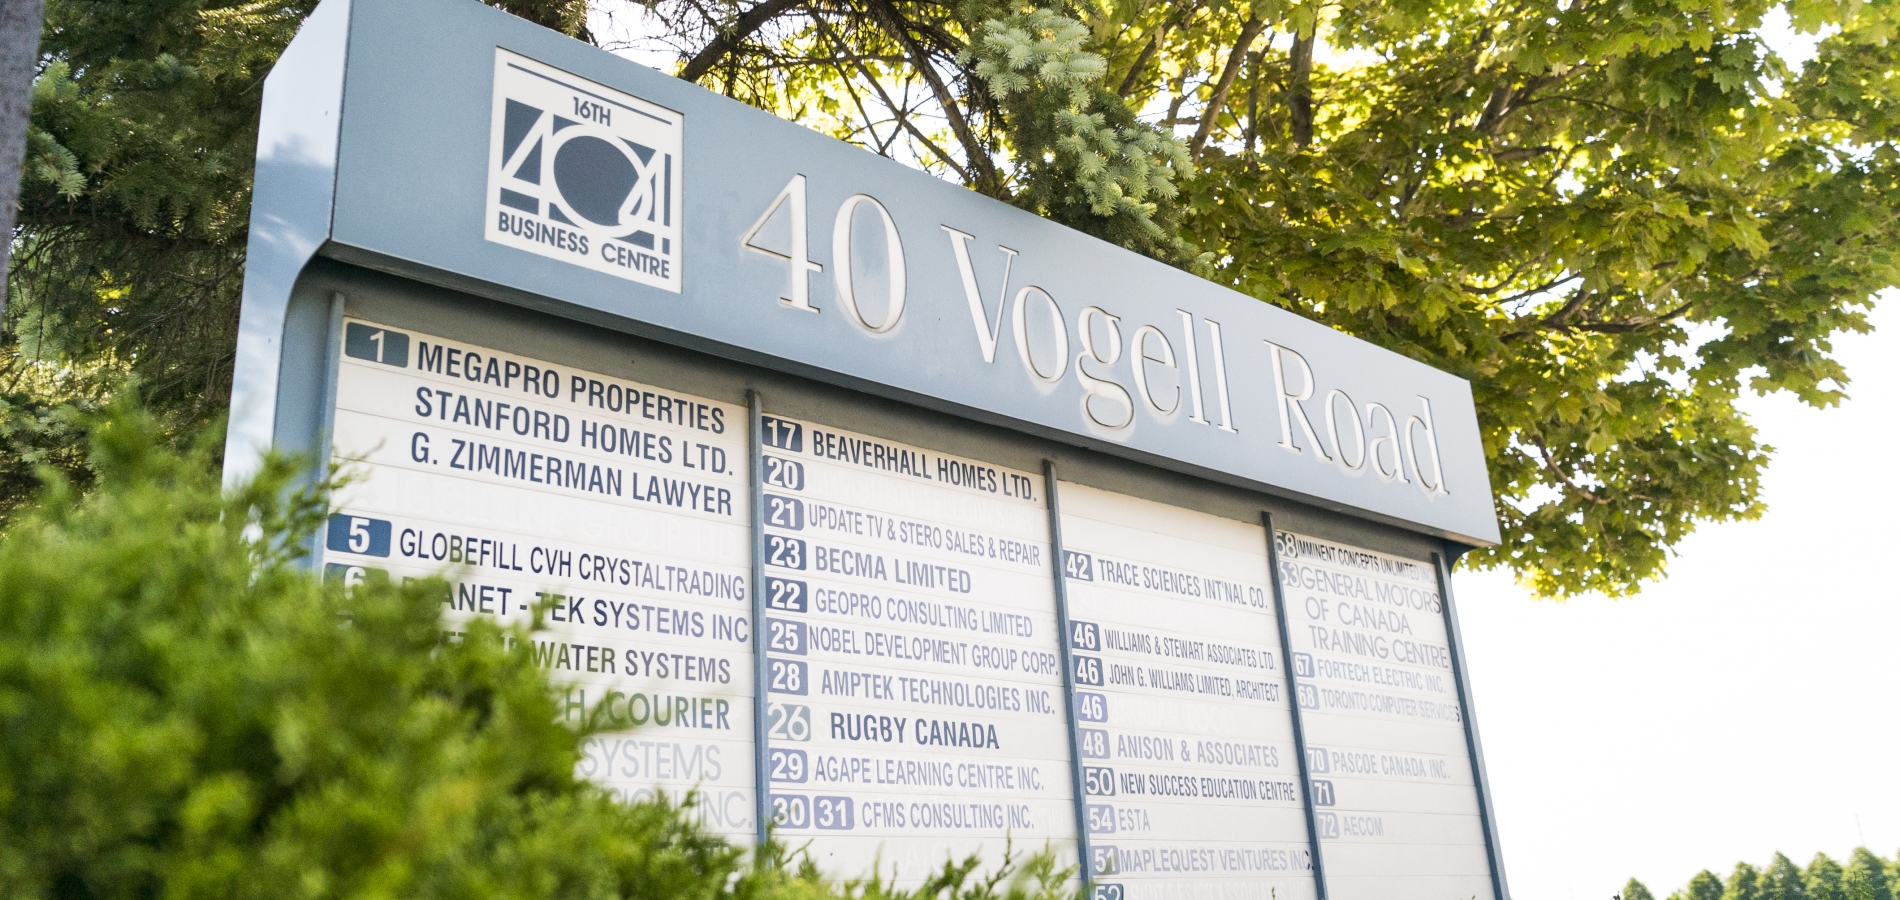 16TH
404
BUSINESS CENTRE
40 Vogell Road
1 MEGAPRO PROPERTIES
STANFORD HOMES LTD.
G. ZIMMERMAN LAWYER
5 GLOBEFILL CVH CRYSTALTRADING
6 TEK SYSTEMS INC
WATER SYSTEMS
COURIER
SYSTEMS
INC.
17 BEAVERHALL HOMES LTD.
20
21 UPDATE TV & STERO SALES & REPAIR
23 BECMA LIMITED
22 GEOPRO CONSULTING LIMITED
25 NOBEL DEVELOPMENT GROUP CORP.
28 AMPTEK TECHNOLOGIES INC.
26 RUGBY CANADA
29 AGAPE LEARNING CENTRE INC.
30 31 CFMS CONSULTING INC.
42 TRACE SCIENCES INT'NAL CO.
46 WILLIAMS & STEWART ASSOCIATES LTD.
46 JOHN G. WILLIAMS LIMITED, ARCHITECT
46
48 ANISON & ASSOCIATES
50 NEW SUCCESS EDUCATION CENTRE
54 ESTA
51 MAPLEQUEST VENTURES INC.
52
58 IMMINENT CONCEPTS UNLIMITED INC.
63 GENERAL MOTORS
OF CANADA
TRAINING CENTRE
67 FORTECH ELECTRIC INC.
68 TORONTO COMPUTER SERVICES
70 PASCOE CANADA INC.
71
72 AECOM